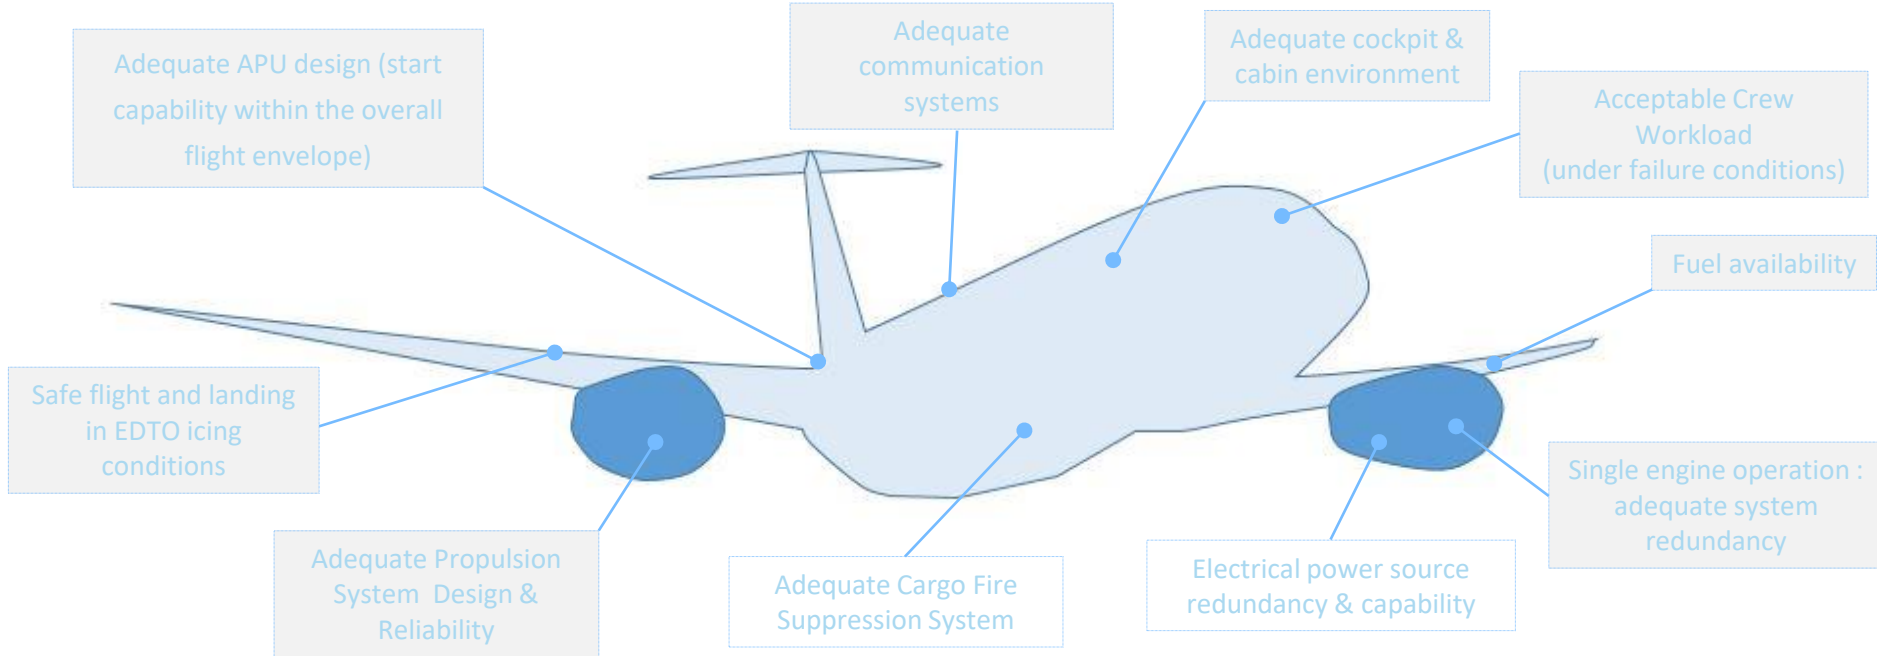 Adequate APU design (start
capability within the overall
flight envelope)
Adequate
communication
systems
Adequate cockpit &
cabin environment
Acceptable Crew
Workload
(under failure conditions)
Fuel availability
Safe flight and landing
in EDTO icing
conditions
Adequate Propulsion
System Design &
Reliability
Adequate Cargo Fire
Suppression System
Electrical power source
redundancy & capability
Single engine operation :
adequate system
redundancy